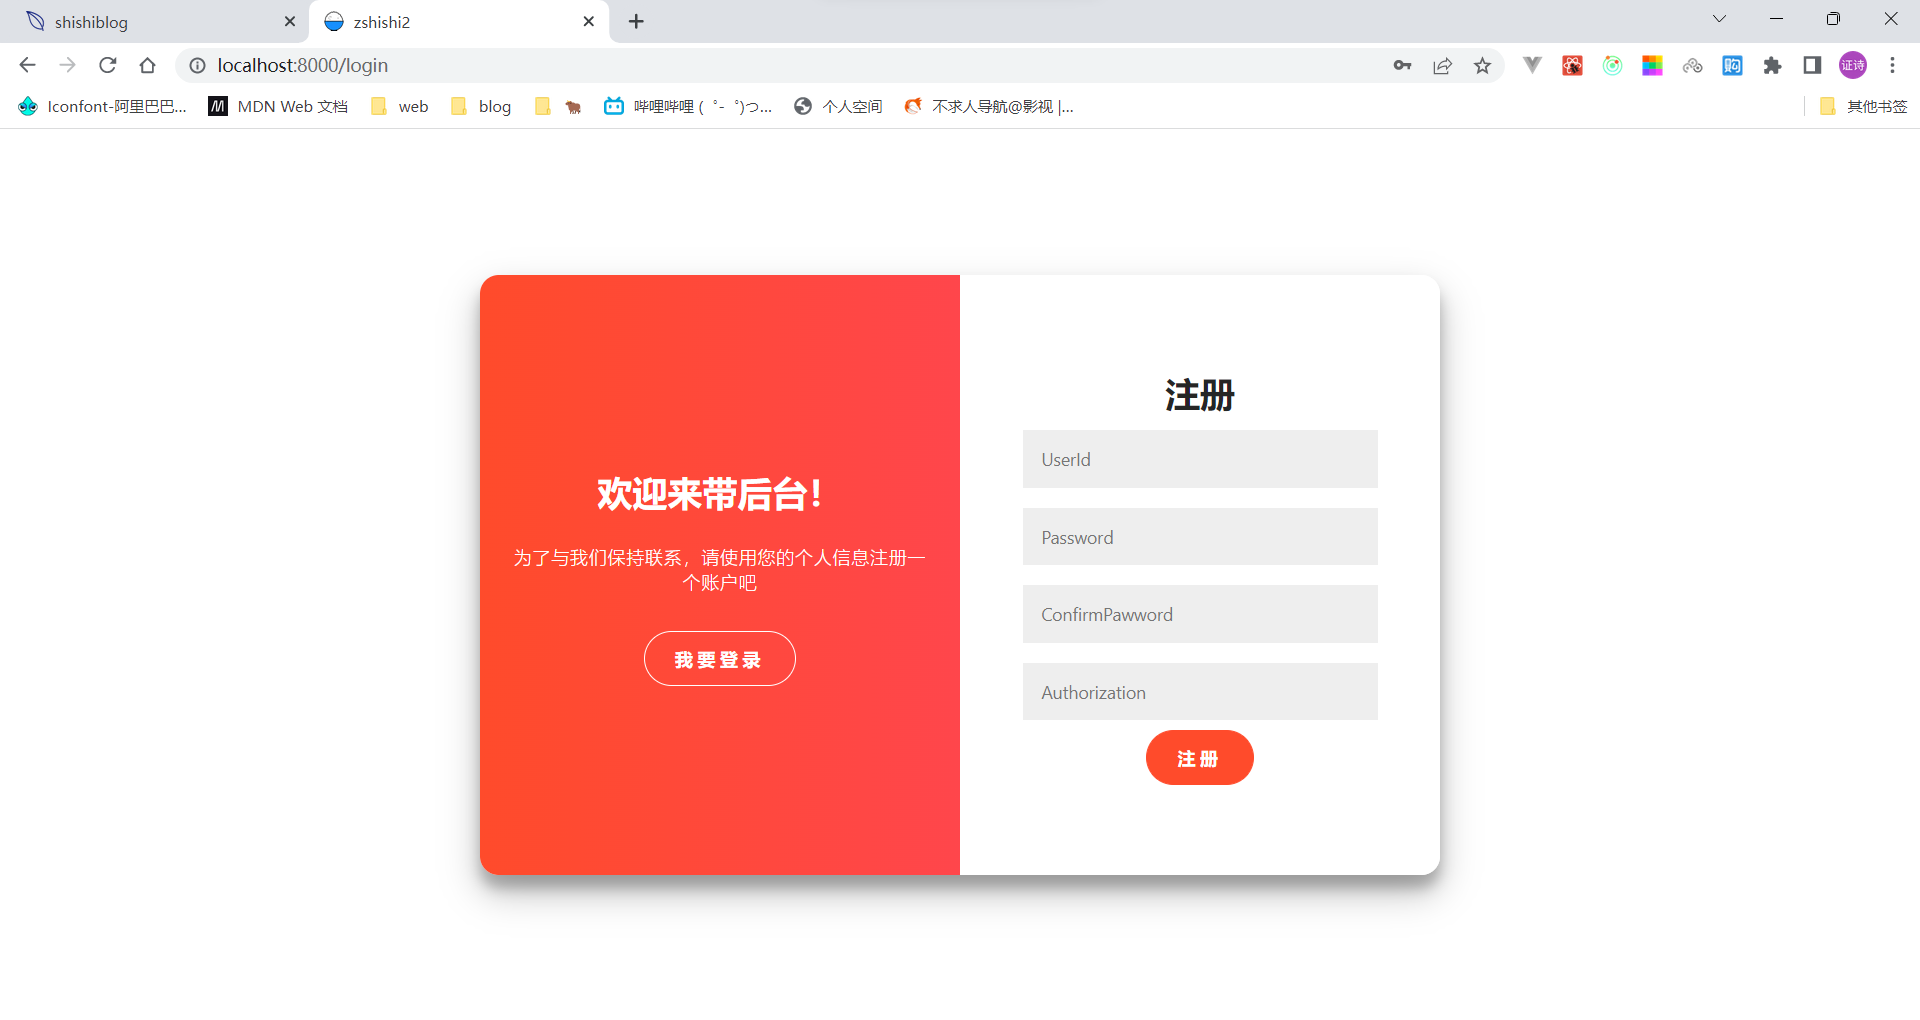 shishiblog
zshishi2
localhost:8000/login
证诗
Iconfont-阿里巴巴...
MDN Web 文档
web
blog
哔哩哔哩 ( ゜- ゜)つ...
个人空间
不求人导航@影视 |...
其他书签
欢迎来带后台!
为了与我们保持联系，请使用您的个人信息注册一
个账户吧
我要登录
注册
UserId
Password
ConfirmPawword
Authorization
注册